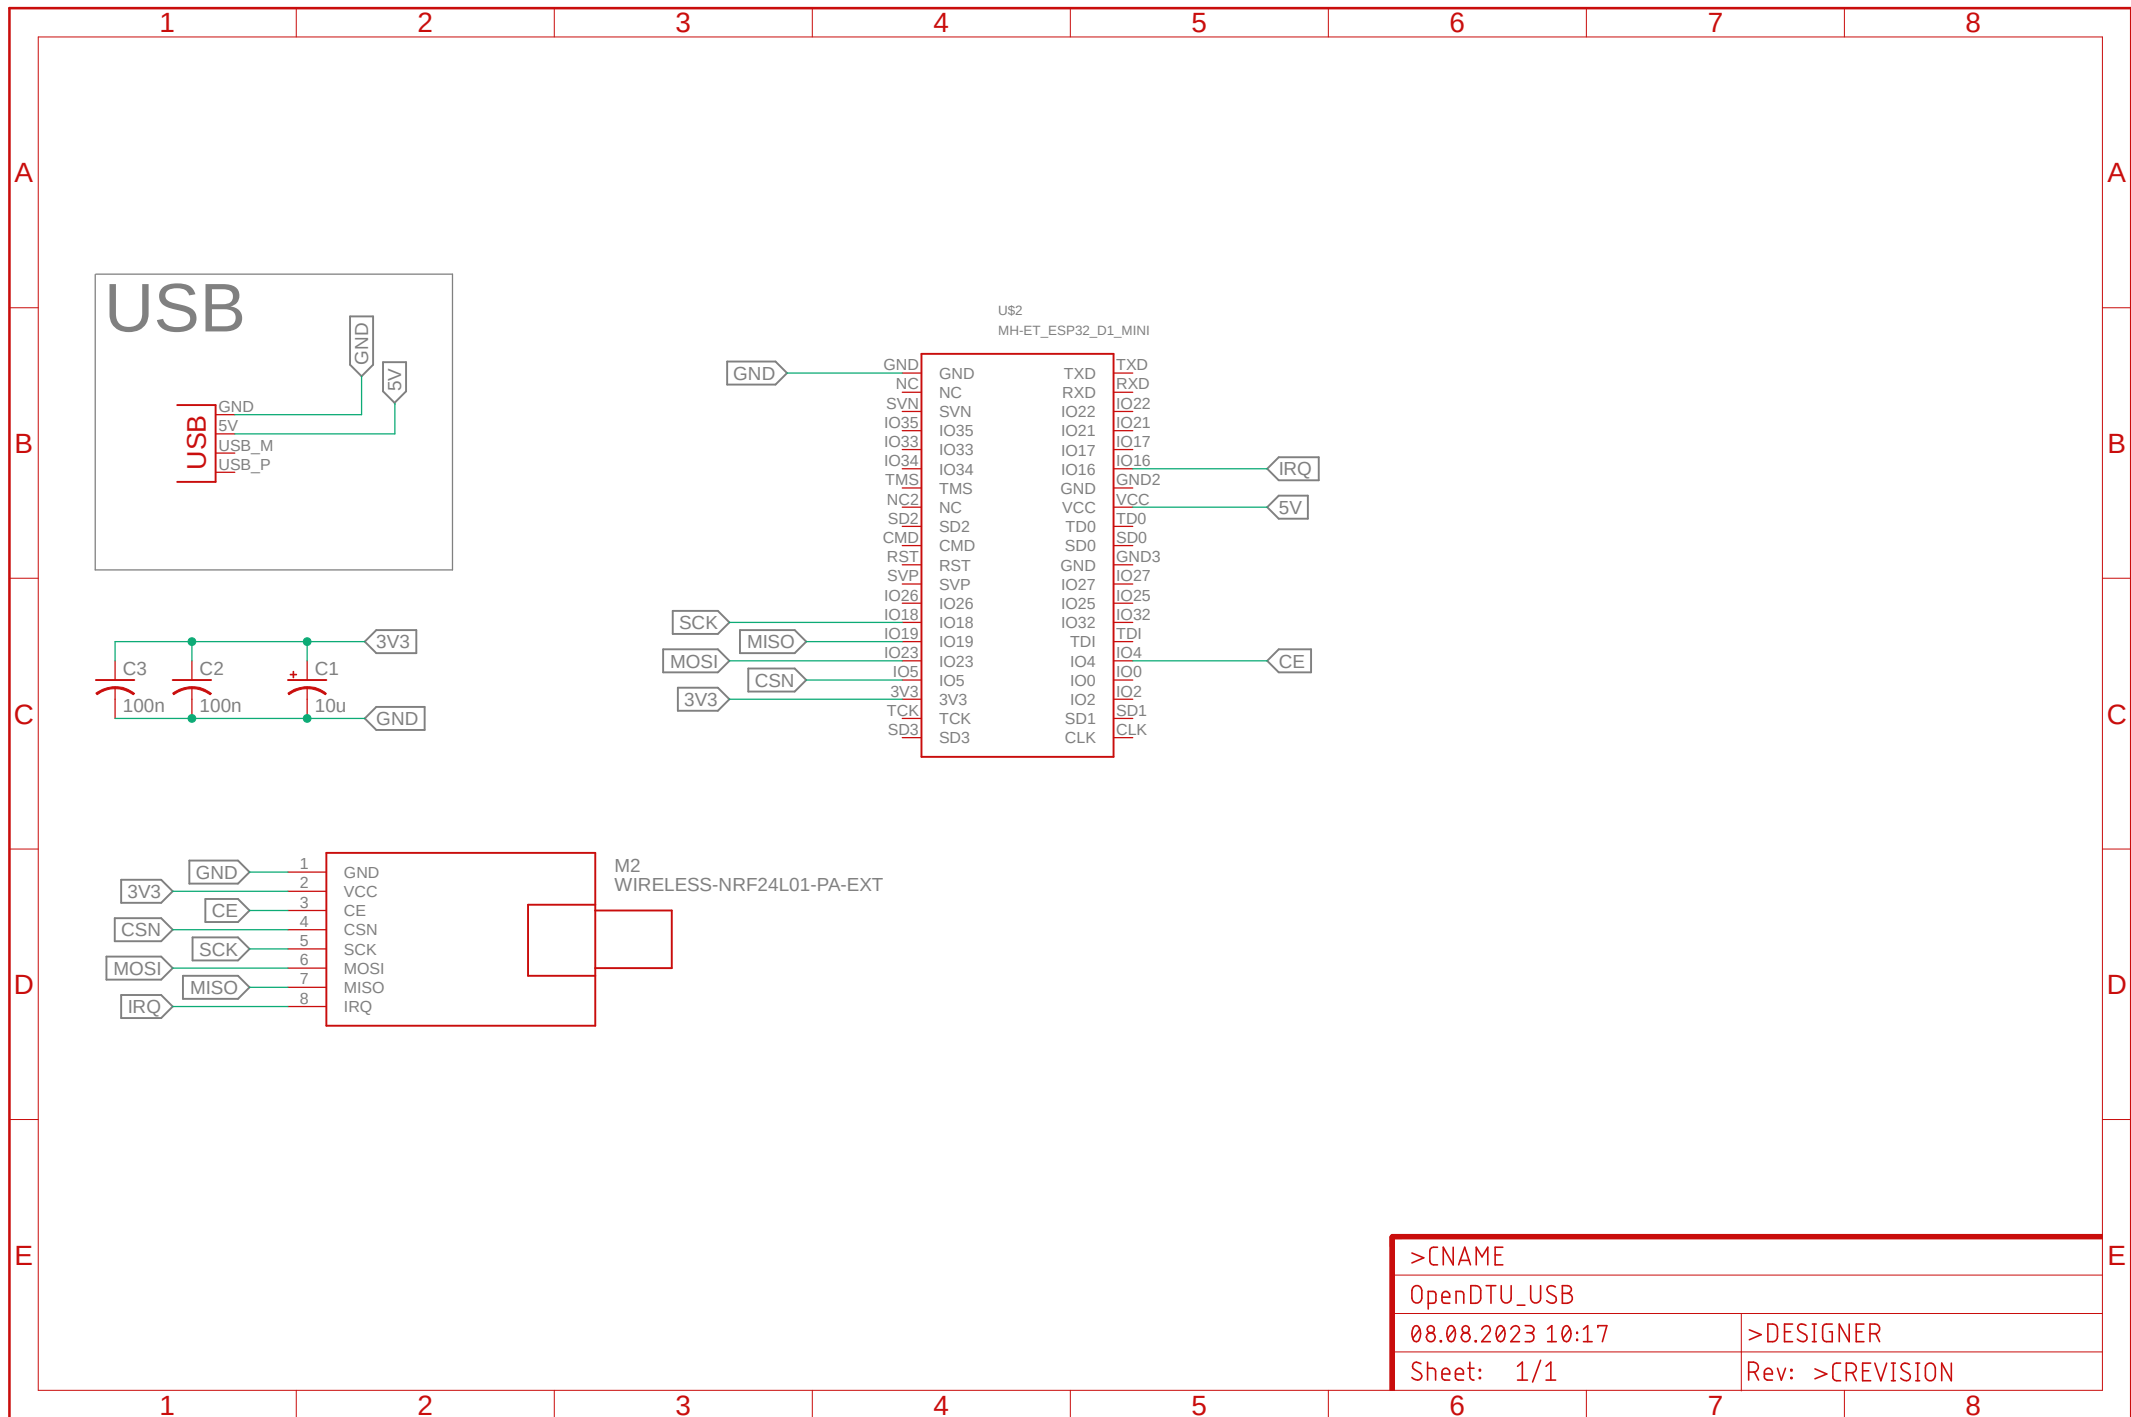 1 2 3 4 5 6 7 8
A A
USB
GND
5V
USB
GND
5V
USB_M
USB_P
B B
U$2
MH-ET_ESP32_D1_MINI
GND
GND GND TXD TXD
NC NC RXD RXD
SVN SVN IO22 IO22
IO35 IO35 IO21 IO21
IO33 IO33 IO17 IO17
IO34 IO34 IO16 IO16 IRQ
TMS TMS GND GND2
NC2 NC VCC VCC 5V
SD2 SD2 TD0 TD0
CMD CMD SD0 SD0
RST RST GND GND3
SVP SVP IO27 IO27
IO26 IO26 IO25 IO25
SCK IO18 IO18 IO32 IO32
MISO IO19 IO19 TDI TDI
MOSI IO23 IO23 IO4 IO4 CE
CSN IO5 IO5 IO0 IO0
3V3 3V3 3V3 IO2 IO2
TCK TCK SD1 SD1
SD3 SD3 CLK CLK
3V3
C3 C2 + C1
100n 100n 10u
GND
C C
M2
WIRELESS-NRF24L01-PA-EXT
GND 1 GND
3V3 2 VCC
CE 3 CE
CSN 4 CSN
SCK 5 SCK
MOSI 6 MOSI
MISO 7 MISO
IRQ 8 IRQ
D D
E E
>CNAME
OpenDTU_USB
08.08.2023 10:17 >DESIGNER
Sheet: 1/1 Rev: >CREVISION
1 2 3 4 5 6 7 8